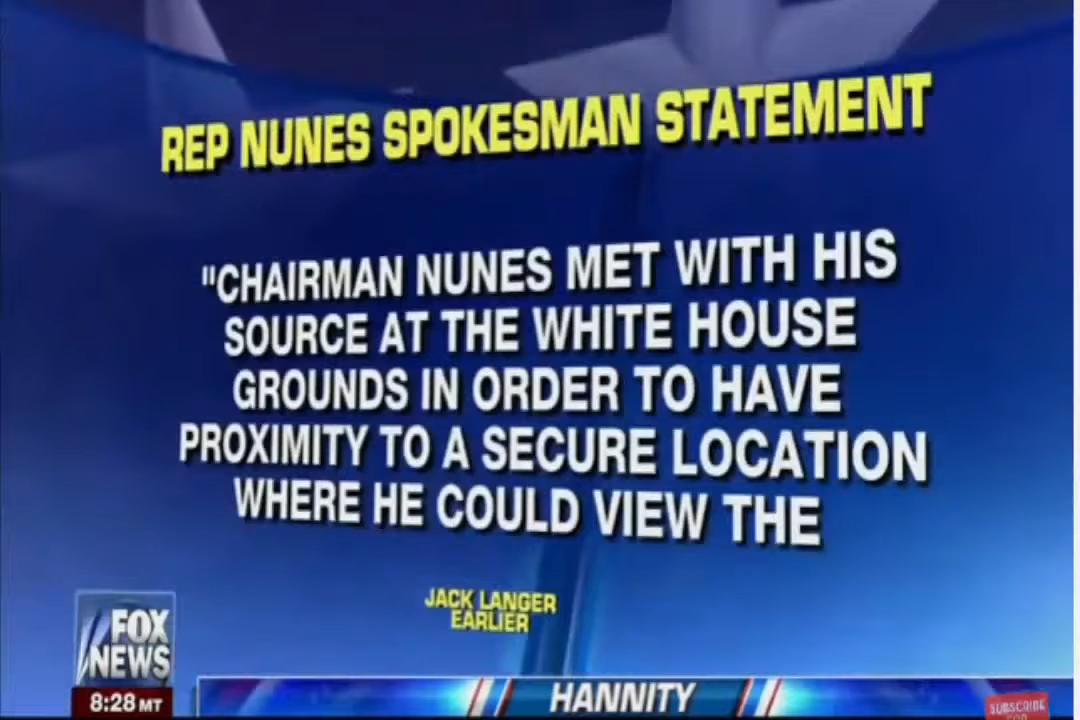 REP NUNES SPOKESMAN STATEMENT
"CHAIRMAN NUNES MET WITH HIS
SOURCE AT THE WHITE HOUSE
GROUNDS IN ORDER TO HAVE
PROXIMITY TO A SECURE LOCATION
WHERE HE COULD VIEW THE
JACK LANGER
EARLIER
FOX
NEWS
8:28 MT
HANNITY
SUBSCRIBE